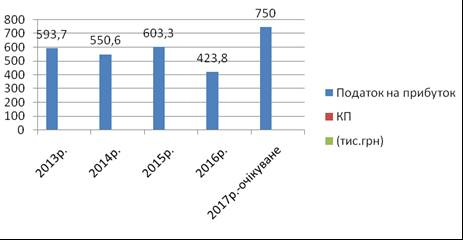 800
700
600
500
400
300
200
100
0
593,7
550,6
603,3
423,8
750
2013р.
2014р.
2015р.
2016р.
2017р.-очікуване
Податок на прибуток
КП
(тис.грн)